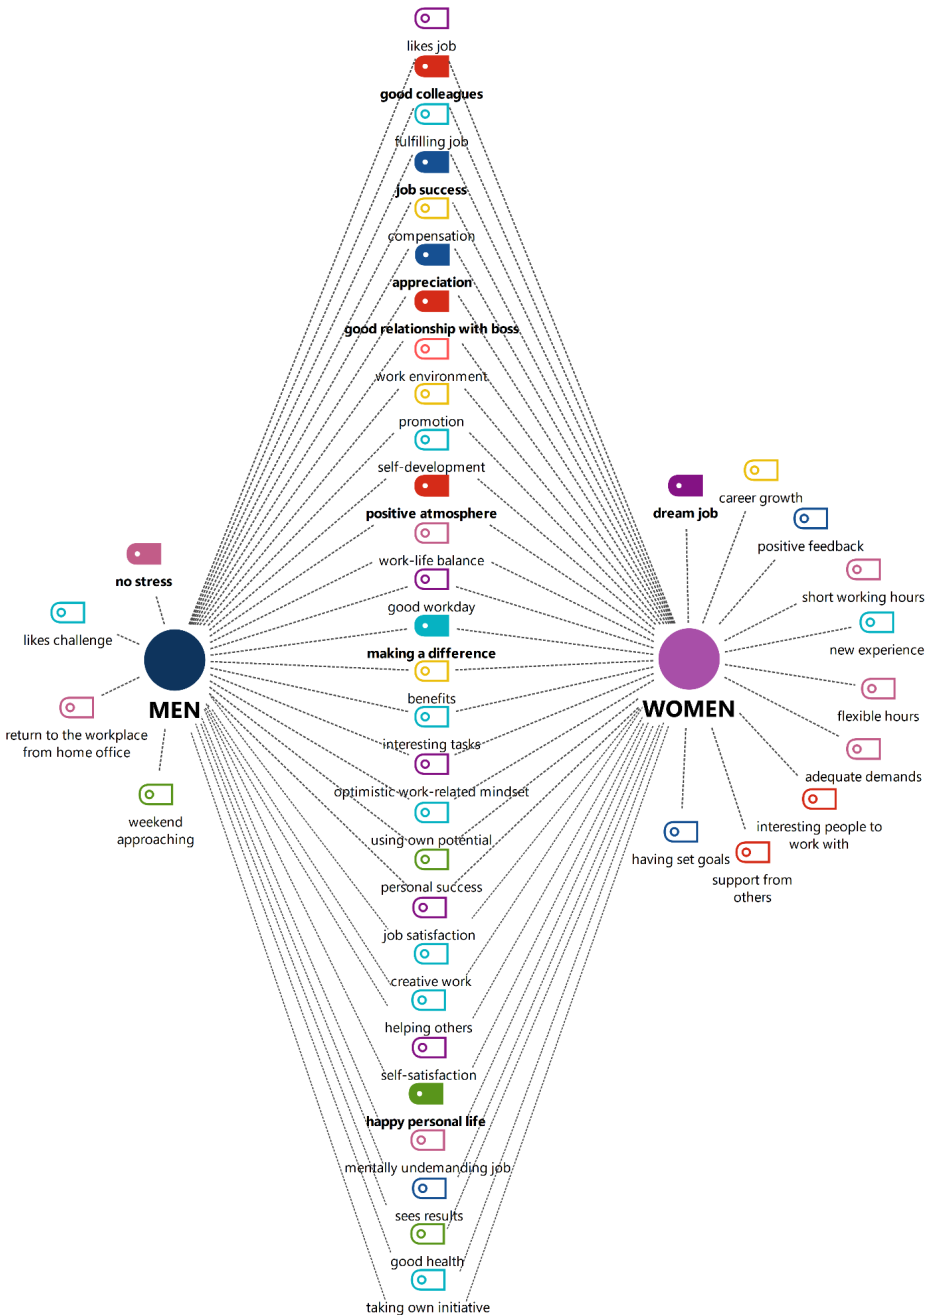 likes job
good colleagues
fulfilling job
job success
compensation
appreciation
good relationship with boss
work environment
promotion
self-development
positive atmosphere
work-life balance
good workday
making a difference
benefits
interesting tasks
optimistic work-related mindset
using own potential
personal success
job satisfaction
creative work
helping others
self-satisfaction
happy personal life
mentally undemanding job
sees results
good health
taking own initiative
no stress
likes challenge
MEN
return to the workplace
from home office
weekend
approaching
dream job
career growth
positive feedback
short working hours
new experience
WOMEN
flexible hours
adequate demands
interesting people to
work with
having set goals
support from
others